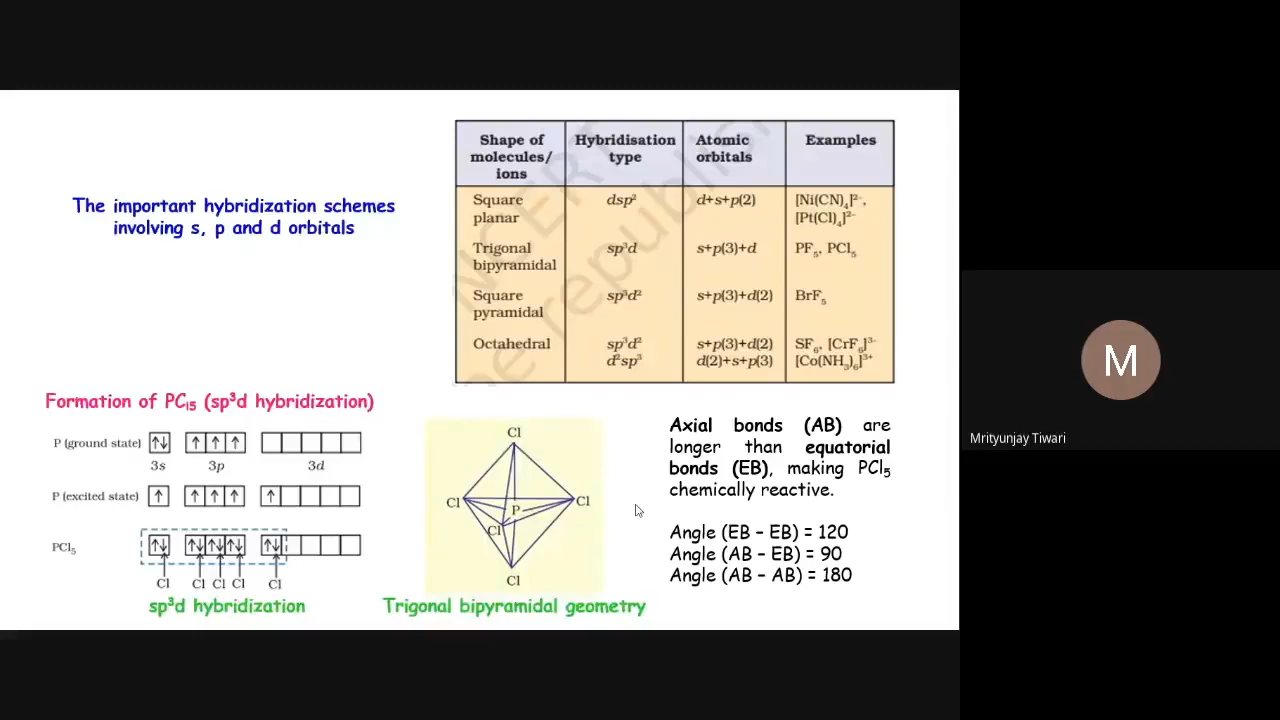 The important hybridization schemes
involving s, p and d orbitals
Shape of
molecules/
ions
Hybridisation
type
Atomic
orbitals
Examples
Square
planar
dsp²
d+s+p(2)
[Ni(CN)₄]²⁻,
[Pt(Cl)₄]²⁻
Trigonal
bipyramidal
sp³d
s+p(3)+d
PF₅, PCl₅
Square
pyramidal
sp³d²
s+p(3)+d(2)
BrF₅
Octahedral
sp³d²
d²sp³
s+p(3)+d(2)
d(2)+s+p(3)
SF₆, [CrF₆]³⁻
[Co(NH₃)₆]³⁺
NCERT
republish
Formation of PCl5 (sp³d hybridization)
P (ground state)
3s
3p
3d
P (excited state)
PCl₅
Cl
Cl
Cl
Cl
Cl
sp³d hybridization
Cl
Cl
P
Cl
Cl
Cl
Trigonal bipyramidal geometry
Axial bonds (AB) are
longer than equatorial
bonds (EB), making PCl₅
chemically reactive.
Angle (EB – EB) = 120
Angle (AB – EB) = 90
Angle (AB – AB) = 180
M
Mrityunjay Tiwari